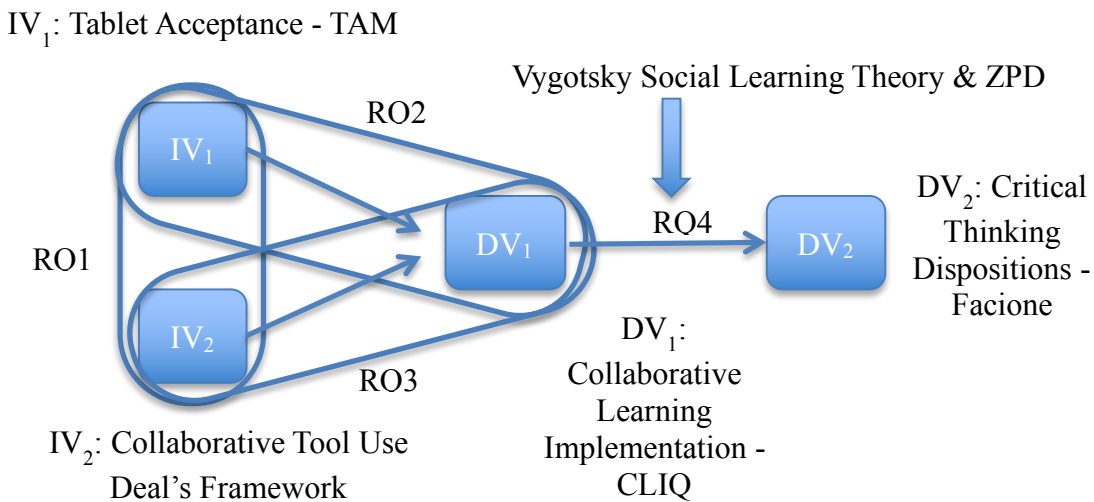 IV₁: Tablet Acceptance - TAM
Vygotsky Social Learning Theory & ZPD
RO2
IV₁
RO1
DV₁
RQ4
DV₂
DV₂: Critical
Thinking
Dispositions -
Facione
IV₂
RO3
DV₁:
Collaborative
Learning
Implementation -
CLIQ
IV₂: Collaborative Tool Use
Deal’s Framework